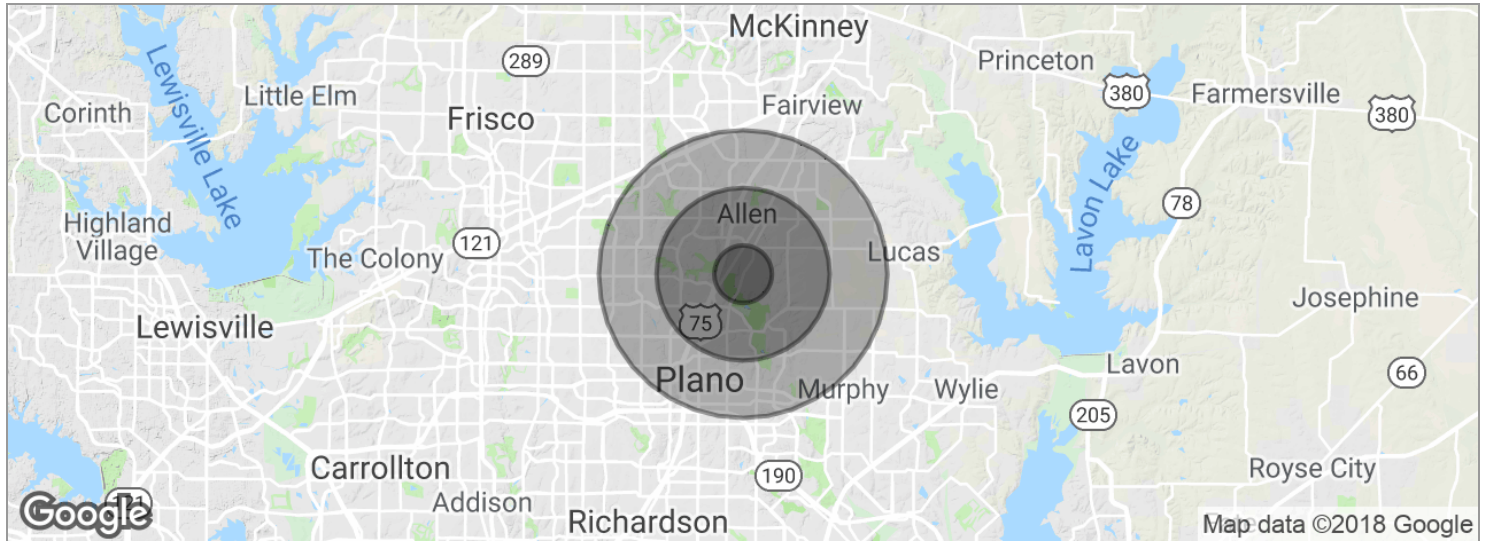 McKinney
289
Princeton
380
Farmersville
380
Corinth
Lewisville Lake
Little Elm
Fairview
Frisco
Lavon Lake
78
Highland
Village
Allen
121
The Colony
Lucas
Josephine
75
Lewisville
Lavon
Plano
Murphy
Wylie
66
205
Carrollton
190
Royse City
Addison
121
Google
Richardson
Map data ©2018 Google